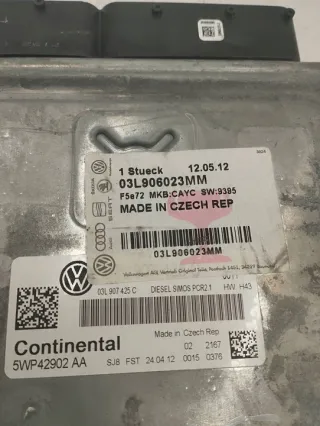 1 Stueck 12.05.12
03L906023MM
F5e72 MKB:CAYC SW:9395
MADE IN CZECH REP
SEAT
03L906023MM
03L 907 425 C DIESEL SIMOS PCR2.1 HW H43
Made in Czech Rep
Continental 02 2167
5WP42902 AA SJ8 FST 24 04 12 0015 0376